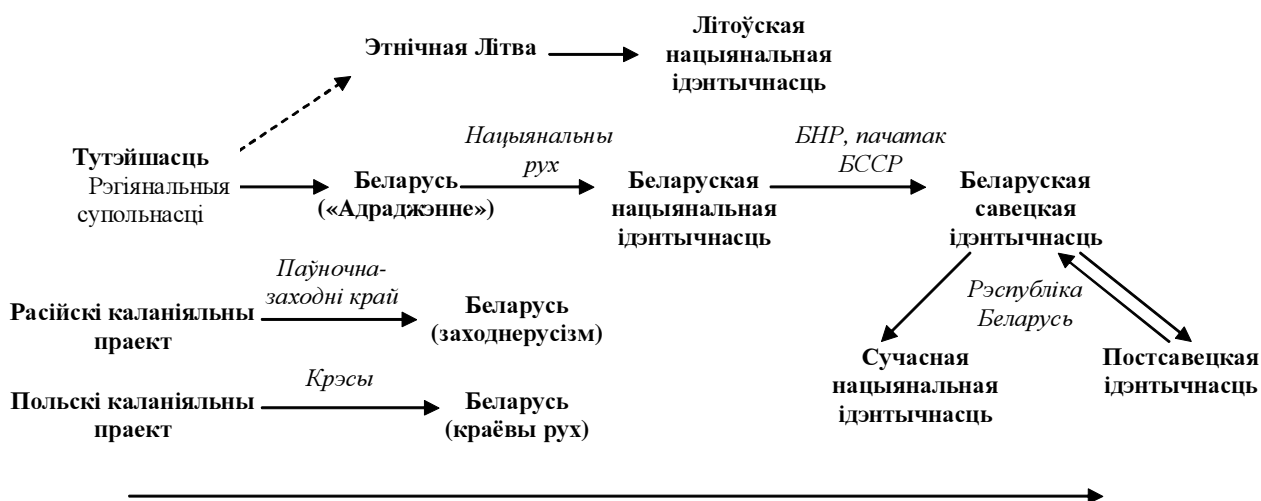 Этнічная Літва
Літоўская
нацыянальная
ідэнтычнасць
Тутэйшасць
Рэгіянальныя
супольнасці
Беларусь
(«Адраджэнне»)
Нацыянальны
рух
Беларуская
нацыянальная
ідэнтычнасць
БНР, пачатак
БССР
Беларуская
савецкая
ідэнтычнасць
Расійскі каланіяльны
праект
Паўночна-
заходні край
Беларусь
(заходнерусізм)
Рэспубліка
Беларусь
Сучасная
нацыянальная
ідэнтычнасць
Постсавецкая
ідэнтычнасць
Польскі каланіяльны
праект
Крэсы
Беларусь
(краёвы рух)